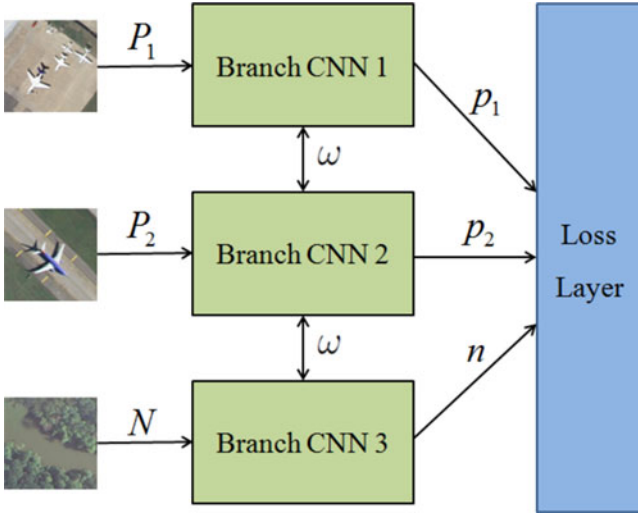 P₁
Branch CNN 1
p₁
ω
P₂
Branch CNN 2
p₂
Loss
Layer
ω
n
N
Branch CNN 3